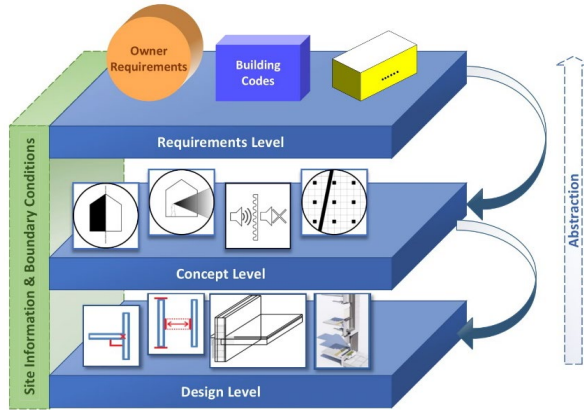 Owner
Requirements
Building
Codes
......
Requirements Level
Concept Level
Design Level
Site Information & Boundary Conditions
Abstraction